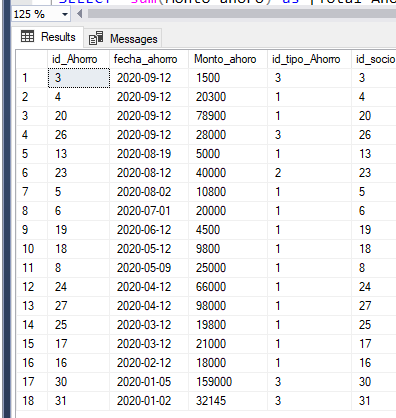 SELECT Sum(Monto ahoro) as [Total Aho
125 %
Results Messages
id_Ahorro fecha_ahorro Monto_ahoro id_tipo_Ahorro id_socio
1 3 2020-09-12 1500 3 3
2 4 2020-09-12 20300 1 4
3 20 2020-09-12 78900 1 20
4 26 2020-09-12 28000 3 26
5 13 2020-08-19 5000 1 13
6 23 2020-08-12 40000 2 23
7 5 2020-08-02 10800 1 5
8 6 2020-07-01 20000 1 6
9 19 2020-06-12 4500 1 19
10 18 2020-05-12 9800 1 18
11 8 2020-05-09 25000 1 8
12 24 2020-04-12 66000 1 24
13 27 2020-04-12 98000 1 27
14 25 2020-03-12 19800 1 25
15 17 2020-03-12 21000 1 17
16 16 2020-02-12 18000 1 16
17 30 2020-01-05 159000 3 30
18 31 2020-01-02 32145 3 31